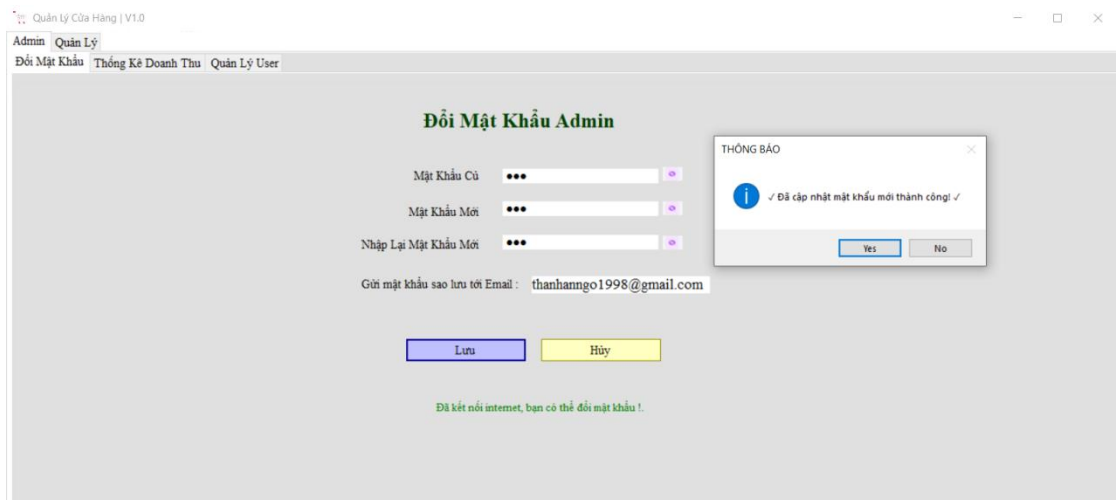 Quản Lý Cửa Hàng | V1.0
Admin Quản Lý
Đổi Mật Khẩu Thống Kê Doanh Thu Quản Lý User
Đổi Mật Khẩu Admin
Mật Khẩu Củ ●●●
Mật Khẩu Mới ●●●
Nhập Lại Mật Khẩu Mới ●●●
Gửi mật khẩu sao lưu tới Email : thanhanngo1998@gmail.com
Lưu Hủy
Đã kết nối internet, bạn có thể đổi mật khẩu !.
THÔNG BÁO
✓ Đã cập nhật mật khẩu mới thành công! ✓
Yes No